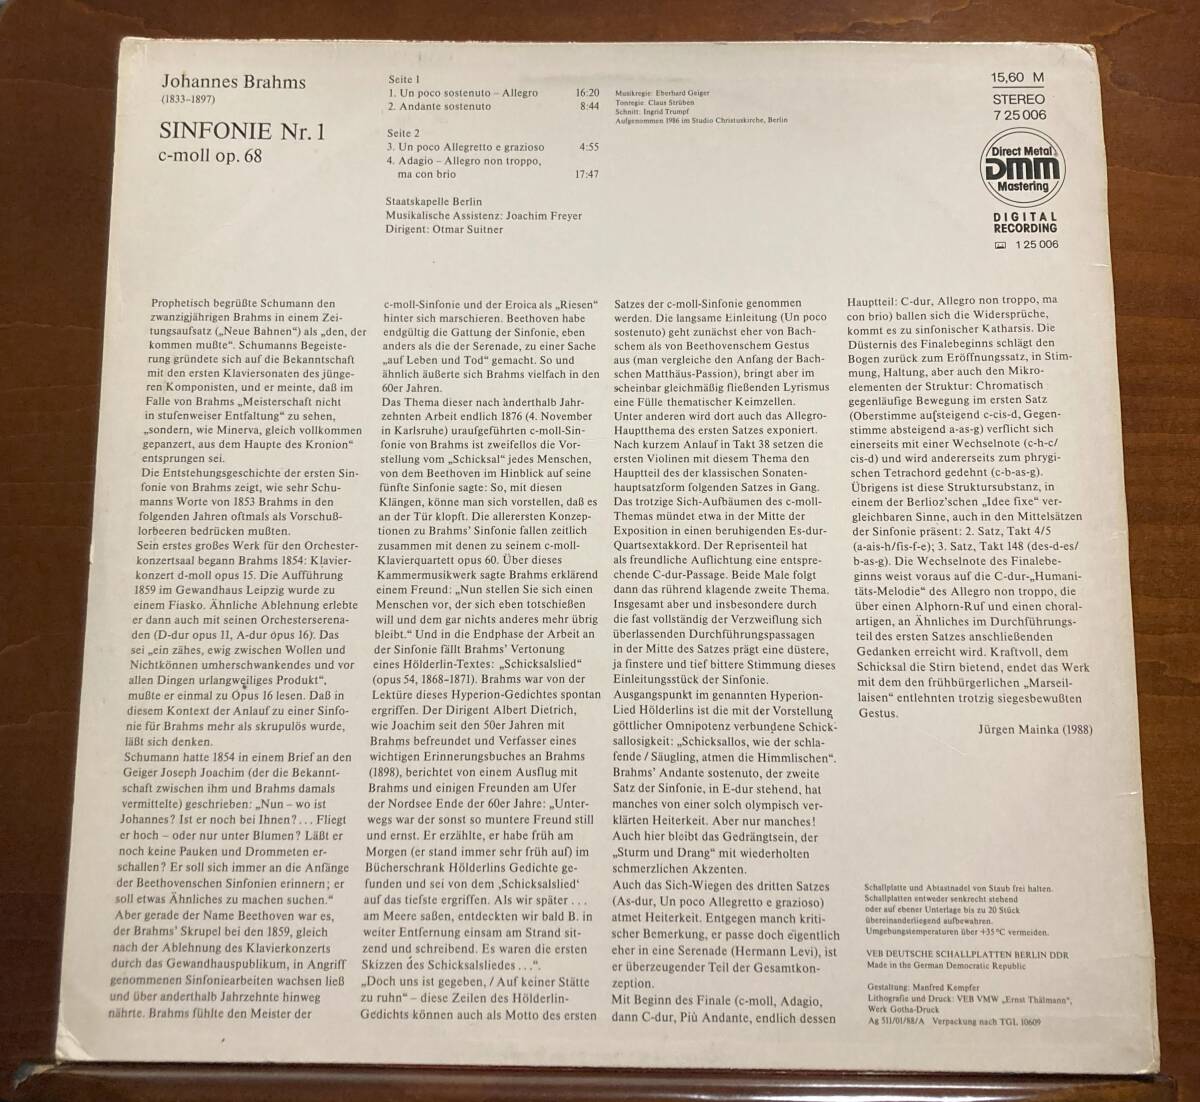 Johannes Brahms
(1833–1897)
SINFONIE Nr. 1
c-moll op. 68
Seite 1
1. Un poco sostenuto – Allegro 16:20
2. Andante sostenuto 8:44
Seite 2
3. Un poco Allegretto e grazioso 4:55
4. Adagio – Allegro non troppo,
ma con brio 17:47
Staatskapelle Berlin
Musikalische Assistenz: Joachim Freyer
Dirigent: Otmar Suitner
Musikregie: Eberhard Geiger
Tonregie: Claus Strüben
Schnitt: Ingrid Trumpf
Aufgenommen 1986 im Studio Christuskirche, Berlin
15,60 M
STEREO
7 25 006
Direct Metal
DMM
Mastering
DIGITAL
RECORDING
1 25 006
Prophetisch begrüßte Schumann den
zwanzigjährigen Brahms in einem Zei-
tungsaufsatz („Neue Bahnen“) als „den, der
kommen mußte“. Schumanns Begeiste-
rung gründete sich auf die Bekanntschaft
mit den ersten Klaviersonaten des jünge-
ren Komponisten, und er meinte, daß im
Falle von Brahms „Meisterschaft nicht
in stufenweiser Entfaltung“ zu sehen,
„sondern, wie Minerva, gleich vollkommen
gepanzert, aus dem Haupte des Kronion“
entsprungen sei.
Die Entstehungsgeschichte der ersten Sin-
fonie von Brahms zeigt, wie sehr Schu-
manns Worte von 1853 Brahms in den
folgenden Jahren oftmals als Vorschuß-
lorbeeren bedrücken mußten.
Sein erstes großes Werk für den Orchester-
konzertsaal begann Brahms 1854: Klavier-
konzert d-moll opus 15. Die Aufführung
1859 im Gewandhaus Leipzig wurde zu
einem Fiasko. Ähnliche Ablehnung erlebte
er dann auch mit seinen Orchesterserena-
den (D-dur opus 11, A-dur opus 16). Das
sei „ein zähes, ewig zwischen Wollen und
Nichtkönnen umherschwankendes und vor
allen Dingen urlangweiliges Produkt“,
mußte er einmal zu Opus 16 lesen. Daß in
diesem Kontext der Anlauf zu einer Sinfo-
nie für Brahms mehr als skrupulös wurde,
läßt sich denken.
Schumann hatte 1854 in einem Brief an den
Geiger Joseph Joachim (der die Bekannt-
schaft zwischen ihm und Brahms damals
vermittelte) geschrieben: „Nun – wo ist
Johannes? Ist er noch bei Ihnen? . . . Fliegt
er hoch – oder nur unter Blumen? Läßt er
noch keine Pauken und Drommeten er-
schallen? Er soll sich immer an die Anfänge
der Beethovenschen Sinfonien erinnern; er
soll etwas Ähnliches zu machen suchen.“
Aber gerade der Name Beethoven war es,
der Brahms’ Skrupel bei den 1859, gleich
nach der Ablehnung des Klavierkonzerts
durch das Gewandhauspublikum, in Angriff
genommenen Sinfoniearbeiten wachsen ließ
und über anderthalb Jahrzehnte hinweg
nährte. Brahms fühlte den Meister der
c-moll-Sinfonie und der Eroica als „Riesen“
hinter sich marschieren. Beethoven habe
endgültig die Gattung der Sinfonie, eben
anders als die der Serenade, zu einer Sache
„auf Leben und Tod“ gemacht. So und
ähnlich äußerte sich Brahms vielfach in den
60er Jahren.
Das Thema dieser nach anderthalb Jahr-
zehnten Arbeit endlich 1876 (4. November
in Karlsruhe) uraufgeführten c-moll-Sin-
fonie von Brahms ist zweifellos die Vor-
stellung vom „Schicksal“ jedes Menschen,
von dem Beethoven im Hinblick auf seine
fünfte Sinfonie sagte: So, mit diesen
Klängen, könne man sich vorstellen, daß es
an der Tür klopft. Die allerersten Konzep-
tionen zu Brahms’ Sinfonie fallen zeitlich
zusammen mit denen zu seinem c-moll-
Klavierquartett opus 60. Über dieses
Kammermusikwerk sagte Brahms erklärend
einem Freund: „Nun stellen Sie sich einen
Menschen vor, der sich eben totschießen
will und dem gar nichts anderes mehr übrig
bleibt.“ Und in die Endphase der Arbeit an
der Sinfonie fällt Brahms’ Vertonung
eines Hölderlin-Textes: „Schicksalslied“
(opus 54, 1868–1871). Brahms war von der
Lektüre dieses Hyperion-Gedichtes spontan
ergriffen. Der Dirigent Albert Dietrich,
wie Joachim seit den 50er Jahren mit
Brahms befreundet und Verfasser eines
wichtigen Erinnerungsbuches an Brahms
(1898), berichtet von einem Ausflug mit
Brahms und einigen Freunden am Ufer
der Nordsee Ende der 60er Jahre: „Unter-
wegs war der sonst so muntere Freund still
und ernst. Er erzählte, er habe früh am
Morgen (er stand immer sehr früh auf) im
Bücherschrank Hölderlins Gedichte ge-
funden und sei von dem ‚Schicksalslied‘
auf das tiefste ergriffen. Als wir später . . .
am Meere saßen, entdeckten wir bald B. in
weiter Entfernung einsam am Strand sit-
zend und schreibend. Es waren die ersten
Skizzen des Schicksalsliedes . . .“.
„Doch uns ist gegeben, / Auf keiner Stätte
zu ruhn“ – diese Zeilen des Hölderlin-
Gedichts können auch als Motto des ersten
Satzes der c-moll-Sinfonie genommen
werden. Die langsame Einleitung (Un poco
sostenuto) geht zunächst eher von Bach-
schem als von Beethovenschem Gestus
aus (man vergleiche den Anfang der Bach-
schen Matthäus-Passion), bringt aber im
scheinbar gleichmäßig fließenden Lyrismus
eine Fülle thematischer Keimzellen.
Unter anderen wird dort auch das Allegro-
Hauptthema des ersten Satzes exponiert.
Nach kurzem Anlauf in Takt 38 setzen die
ersten Violinen mit diesem Thema den
Hauptteil des der klassischen Sonaten-
hauptsatzform folgenden Satzes in Gang.
Das trotzige Sich-Aufbäumen des c-moll-
Themas mündet etwa in der Mitte der
Exposition in einen beruhigenden Es-dur-
Quartsextakkord. Der Reprisenteil hat
als freundliche Auflichtung eine entspre-
chende C-dur-Passage. Beide Male folgt
dann das rührend klagende zweite Thema.
Insgesamt aber und insbesondere durch
die fast vollständig der Verzweiflung sich
überlassenden Durchführungspassagen
in der Mitte des Satzes prägt eine düstere,
ja finstere und tief bittere Stimmung dieses
Einleitungsstück der Sinfonie.
Ausgangspunkt im genannten Hyperion-
Lied Hölderlins ist die mit der Vorstellung
göttlicher Omnipotenz verbundene Schick-
sallosigkeit: „Schicksallos, wie der schla-
fende / Säugling, atmen die Himmlischen“.
Brahms’ Andante sostenuto, der zweite
Satz der Sinfonie, in E-dur stehend, hat
manches von einer solch olympisch ver-
klärten Heiterkeit. Aber nur manches!
Auch hier bleibt das Gedrängtsein, der
„Sturm und Drang“ mit wiederholten
schmerzlichen Akzenten.
Auch das Sich-Wiegen des dritten Satzes
(As-dur, Un poco Allegretto e grazioso)
atmet Heiterkeit. Entgegen manch kriti-
scher Bemerkung, er passe doch eigentlich
eher in eine Serenade (Hermann Levi), ist
er überzeugender Teil der Gesamtkon-
zeption.
Mit Beginn des Finale (c-moll, Adagio,
dann C-dur, Più Andante, endlich dessen
Hauptteil: C-dur, Allegro non troppo, ma
con brio) ballen sich die Widersprüche,
kommt es zu sinfonischer Katharsis. Die
Düsternis des Finalebeginns schlägt den
Bogen zurück zum Eröffnungssatz, in Stim-
mung, Haltung, aber auch den Mikro-
elementen der Struktur: Chromatisch
gegenläufige Bewegung im ersten Satz
(Oberstimme aufsteigend c-cis-d, Gegen-
stimme absteigend a-as-g) verflicht sich
einerseits mit einer Wechselnote (c-h-c/
cis-d) und wird andererseits zum phrygi-
schen Tetrachord gedehnt (c-b-as-g).
Übrigens ist diese Struktursubstanz, in
einem der Berlioz’schen „Idee fixe“ ver-
gleichbaren Sinne, auch in den Mittelsätzen
der Sinfonie präsent: 2. Satz, Takt 4/5
(a-ais-h/fis-f-e); 3. Satz, Takt 148 (des-d-es/
b-as-g). Die Wechselnote des Finalebe-
ginns weist voraus auf die C-dur-„Humani-
täts-Melodie“ des Allegro non troppo, die
über einen Alphorn-Ruf und einen choral-
artigen, an Ähnliches im Durchführungs-
teil des ersten Satzes anschließenden
Gedanken erreicht wird. Kraftvoll, dem
Schicksal die Stirn bietend, endet das Werk
mit dem den frühbürgerlichen „Marseil-
laisen“ entlehnten trotzig siegesbewußten
Gestus.
Jürgen Mainka (1988)
Schallplatte und Abtastnadel von Staub frei halten.
Schallplatten entweder senkrecht stehend
oder auf ebener Unterlage bis zu 20 Stück
übereinanderliegend aufbewahren.
Umgebungstemperaturen über +35°C vermeiden.
VEB DEUTSCHE SCHALLPLATTEN BERLIN DDR
Made in the German Democratic Republic
Gestaltung: Manfred Kempfer
Lithografie und Druck: VEB VMW „Ernst Thälmann“,
Werk Gotha-Druck
Ag 511/01/88/A Verpackung nach TGL 10609